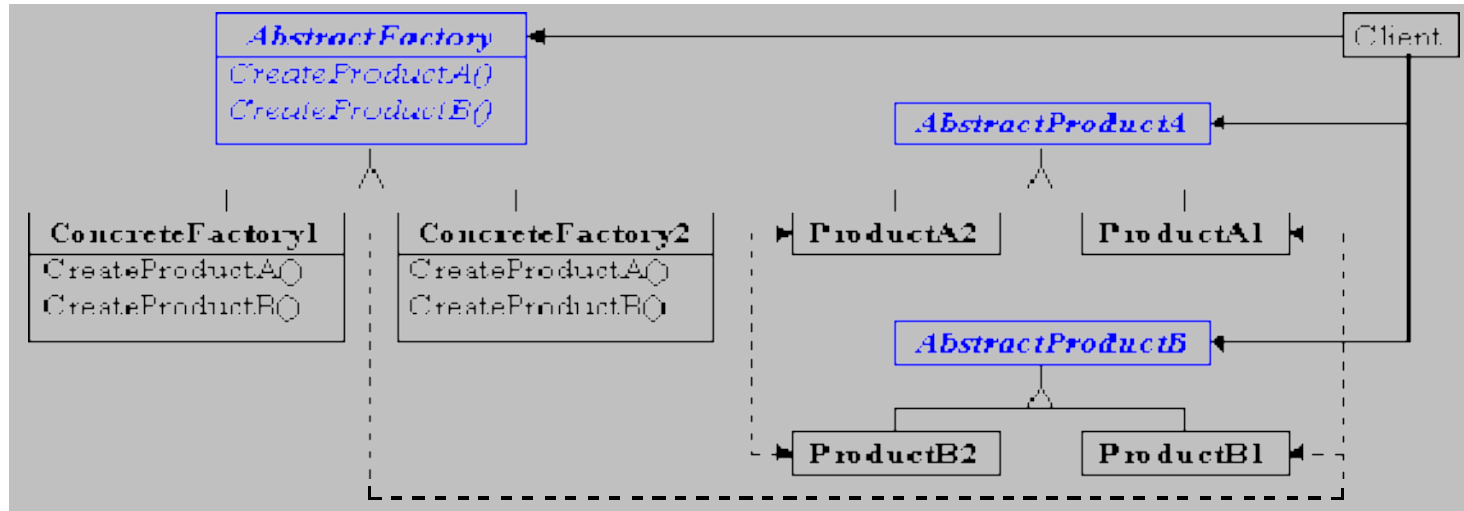 AbstractFactory
CreateProductA()
CreateProductB()
Client
AbstractProductA
ConcreteFactory1
CreateProductA()
CreateProductB()
ConcreteFactory2
CreateProductA()
CreateProductB()
ProductA2
ProductA1
AbstractProductB
ProductB2
ProductB1